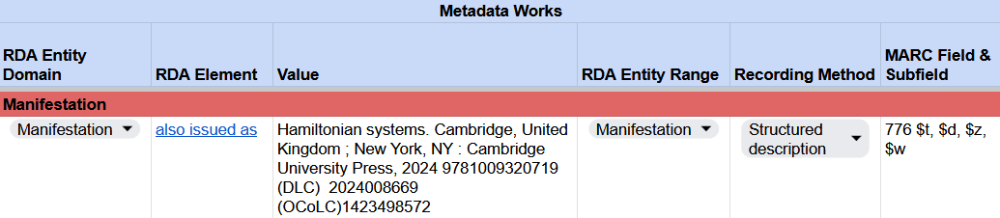 Metadata Works
RDA Entity Domain RDA Element Value RDA Entity Range Recording Method MARC Field & Subfield
Manifestation
Manifestation also issued as Hamiltonian systems. Cambridge, United Manifestation Structured description 776 $t, $d, $z, $w
Kingdom ; New York, NY : Cambridge
University Press, 2024 9781009320719
(DLC) 2024008669
(OCoLC)1423498572